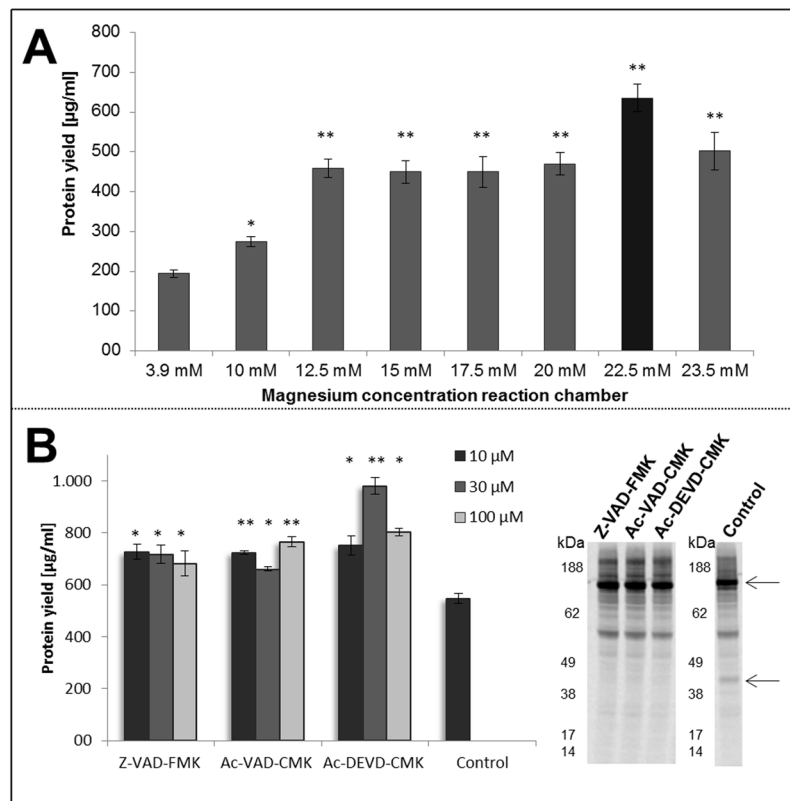 A
Protein yield [µg/ml]
800
700
600
500
400
300
200
100
00
*
**
**
**
**
**
**
3.9 mM 10 mM 12.5 mM 15 mM 17.5 mM 20 mM 22.5 mM 23.5 mM
Magnesium concentration reaction chamber
B
Protein yield [µg/ml]
1.000
800
600
400
200
00
* * *
** * **
* ** *
10 µM
30 µM
100 µM
Z-VAD-FMK Ac-VAD-CMK Ac-DEVD-CMK Control
Z-VAD-FMK
Ac-VAD-CMK
Ac-DEVD-CMK
Control
kDa
188
62
49
38
17
14
kDa
188
62
49
38
17
14